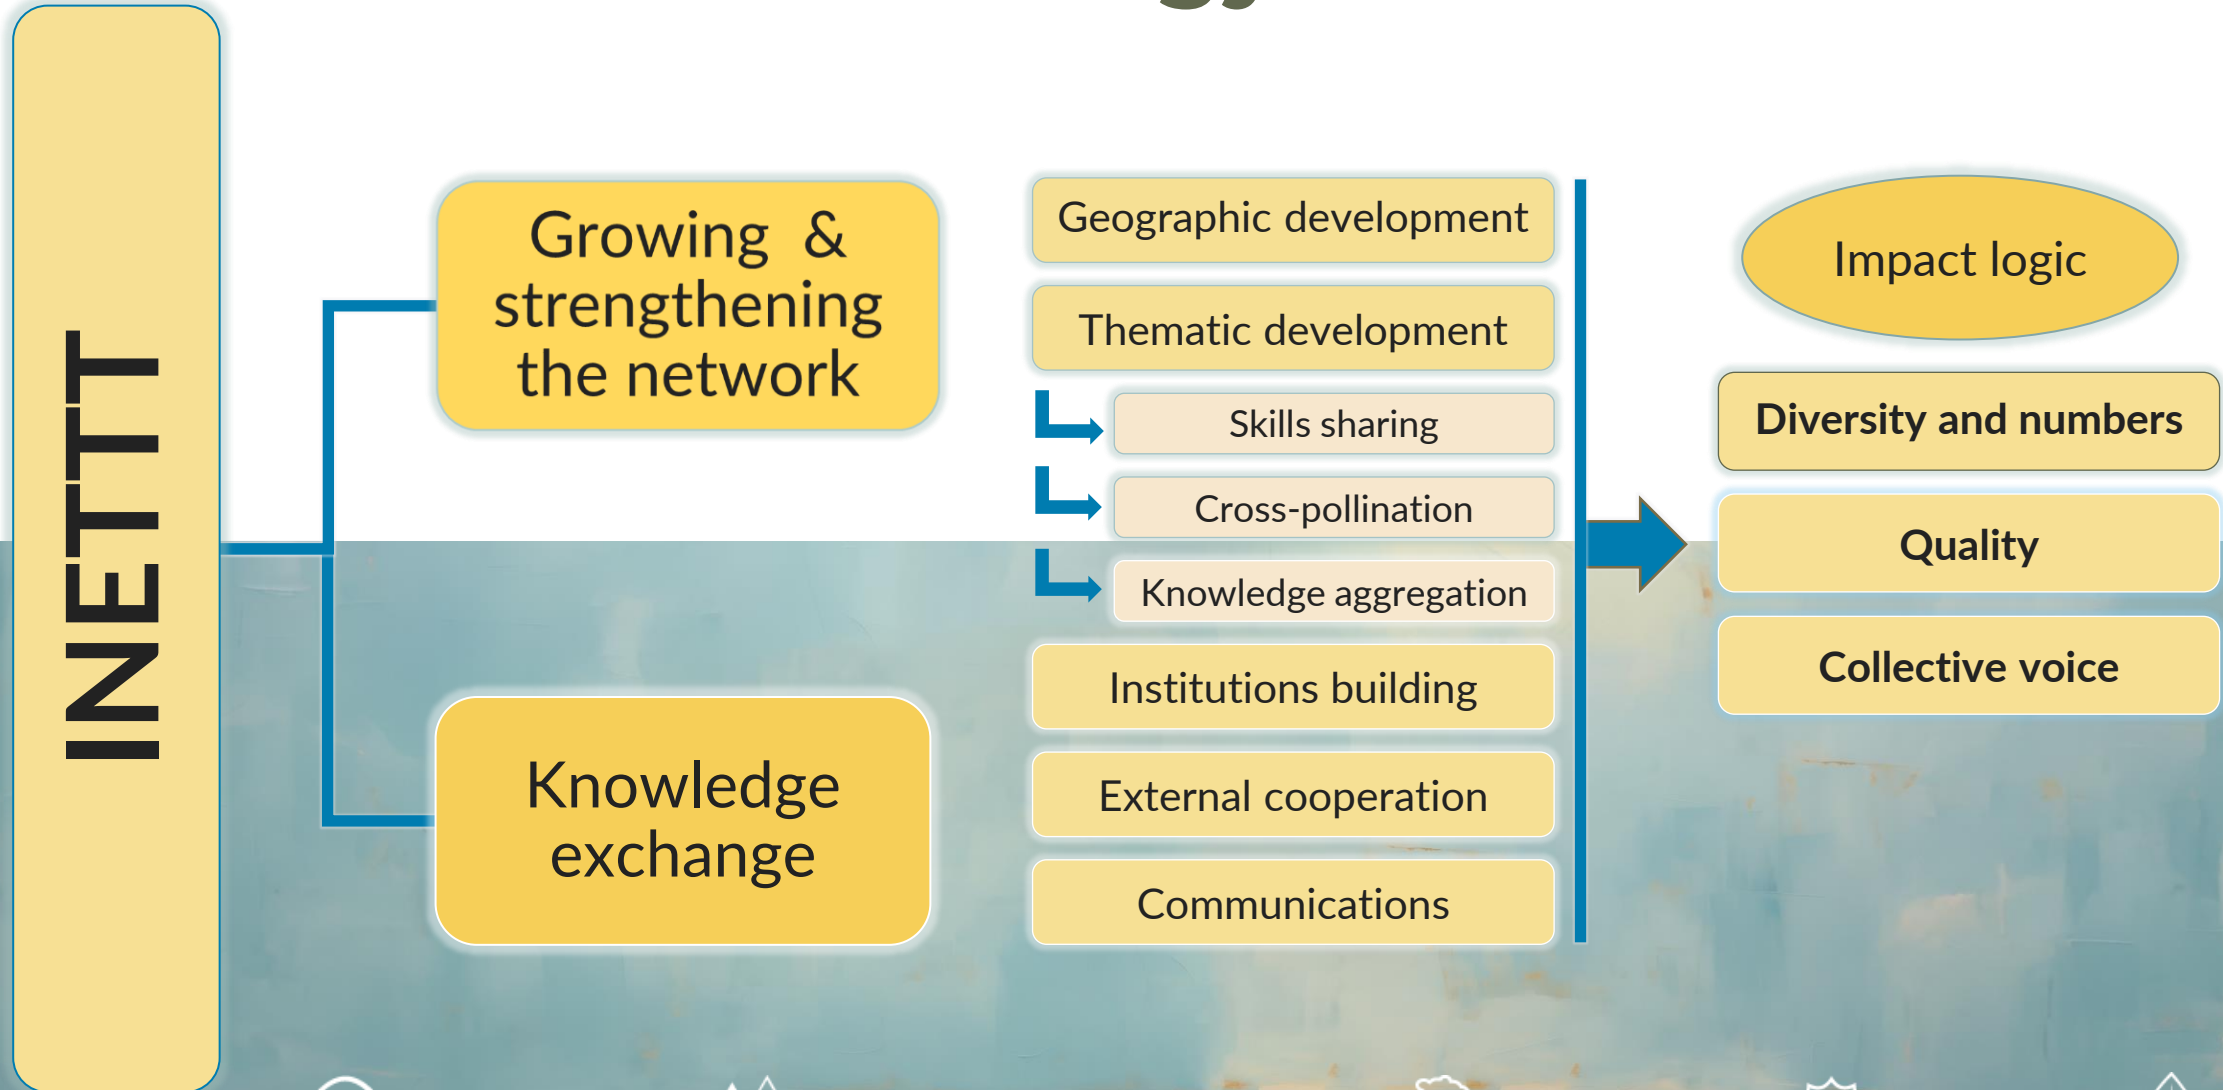 INETTT
Growing &
strengthening
the network
Knowledge
exchange
Geographic development
Thematic development
Skills sharing
Cross-pollination
Knowledge aggregation
Institutions building
External cooperation
Communications
Impact logic
Diversity and numbers
Quality
Collective voice